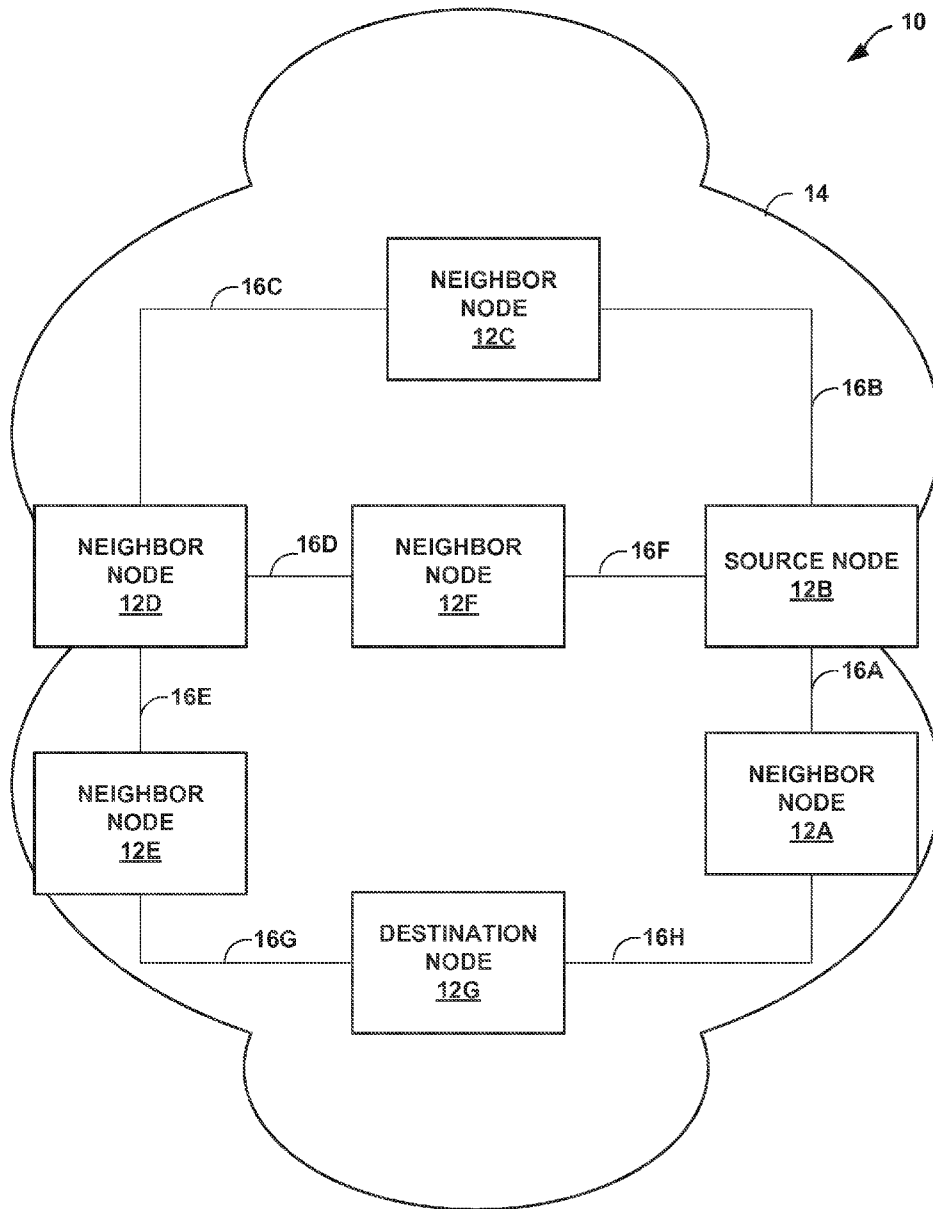 10
14
16C
NEIGHBOR
NODE
12C
16B
NEIGHBOR
NODE
12D
16D
NEIGHBOR
NODE
12F
16F
SOURCE NODE
12B
16E
16A
NEIGHBOR
NODE
12E
NEIGHBOR
NODE
12A
16G
DESTINATION
NODE
12G
16H